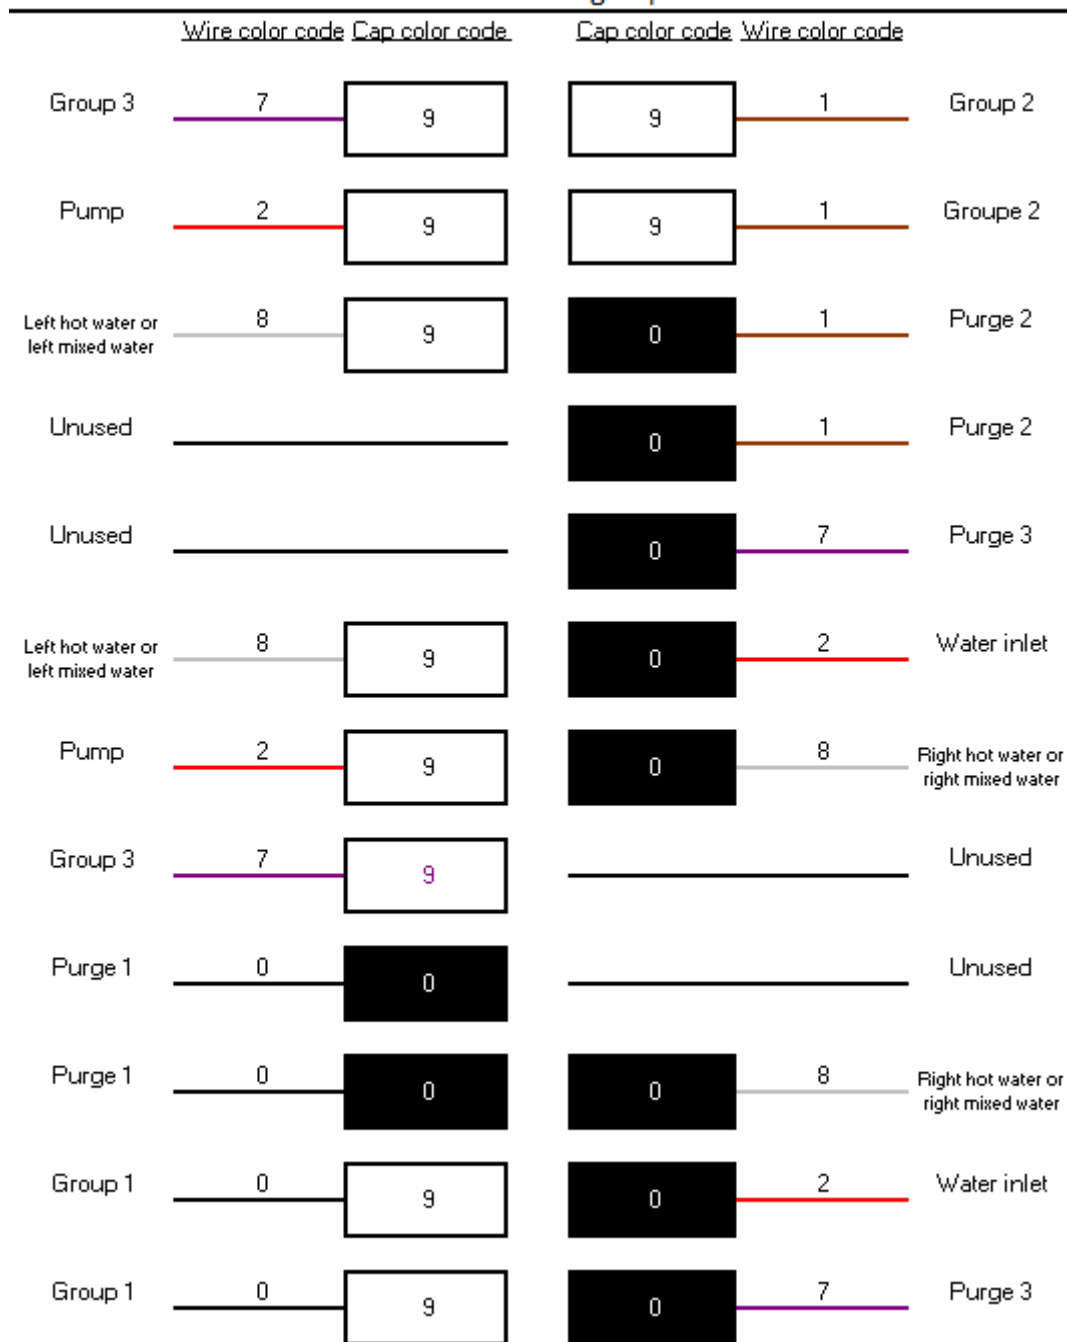 Wire color code Cap color code Cap color code Wire color code
Group 3 7 9 9 1 Group 2
Pump 2 9 9 1 Groupe 2
Left hot water or
left mixed water 8 9 0 1 Purge 2
Unused 0 1 Purge 2
Unused 0 7 Purge 3
Left hot water or
left mixed water 8 9 0 2 Water inlet
Pump 2 9 0 8 Right hot water or
right mixed water
Group 3 7 9 Unused
Purge 1 0 0 Unused
Purge 1 0 0 0 8 Right hot water or
right mixed water
Group 1 0 9 0 2 Water inlet
Group 1 0 9 0 7 Purge 3